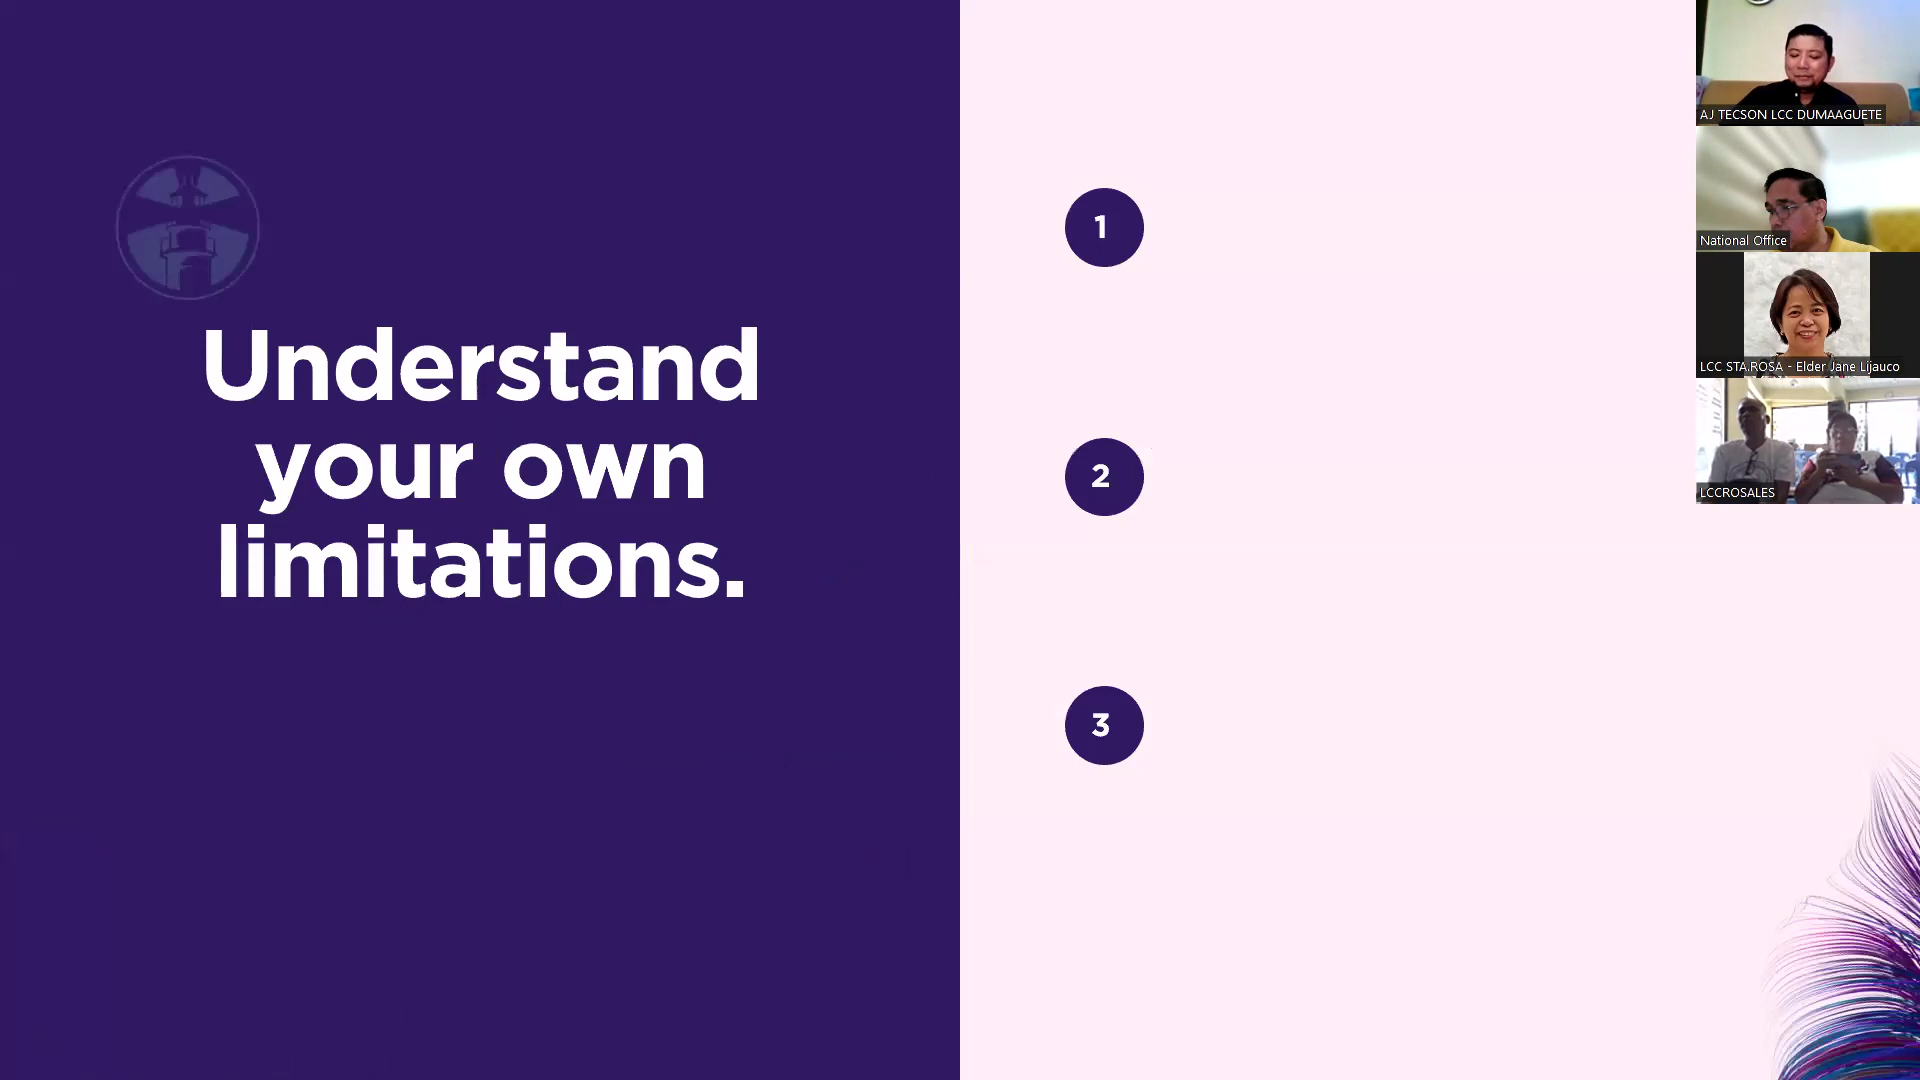 Understand
your own
limitations.
1
2
3
AJ TECSON LCC DUMAAGUETE
National Office
LCC STA.ROSA - Elder Jane Lijauco
LCCROSALES